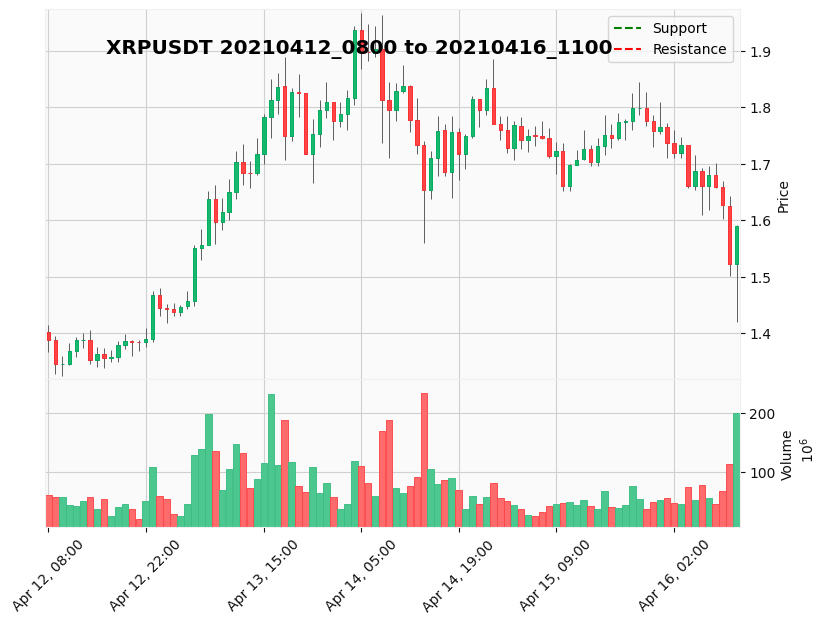 XRPUSDT 20210412_0800 to 20210416_1100
Support
Resistance
1.9
1.8
1.7
1.6
1.5
1.4
Price
200
100
Volume
10^6
Apr 12, 08:00
Apr 12, 22:00
Apr 13, 15:00
Apr 14, 05:00
Apr 14, 19:00
Apr 15, 09:00
Apr 16, 02:00